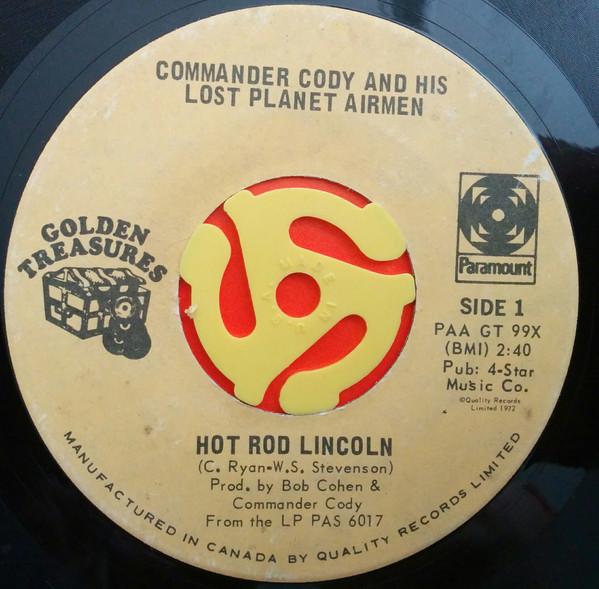 COMMANDER CODY AND HIS
LOST PLANET AIRMEN
GOLDEN
TREASURES
Paramount
SIDE 1
PAA GT 99X
(BMI) 2:40
Pub: 4-Star
Music Co.
©Quality Records
Limited 1972
MADE IN
U.S.A.
HOT ROD LINCOLN
(C. Ryan-W.S. Stevenson)
Prod. by Bob Cohen &
Commander Cody
From the LP PAS 6017
MANUFACTURED IN CANADA BY QUALITY RECORDS LIMITED